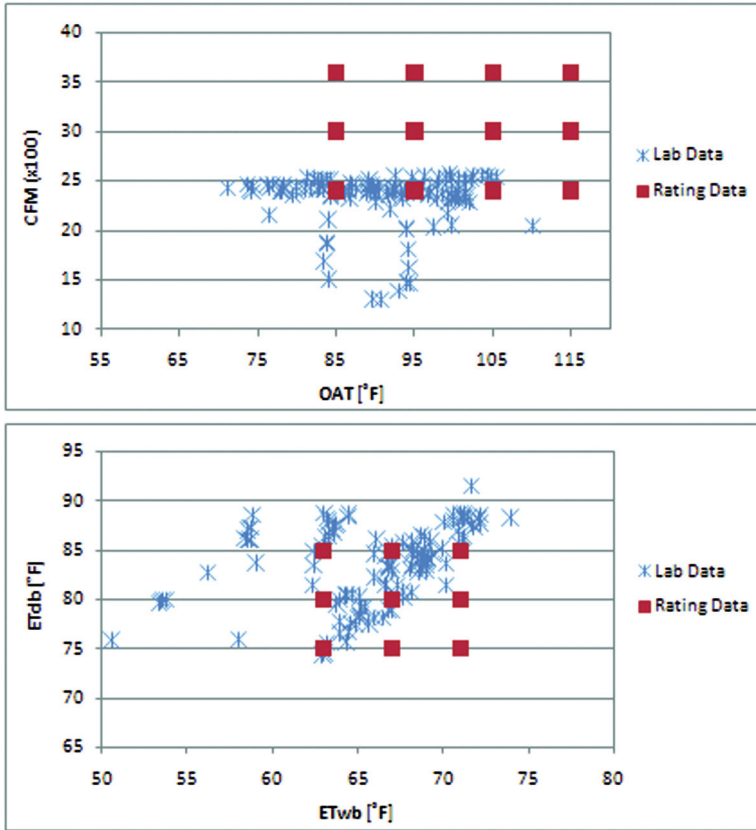 40
35
30
25
20
15
10
CFM (x100)
55 65 75 85 95 105 115
OAT [°F]
Lab Data
Rating Data
95
90
85
80
75
70
65
ETdb [°F]
50 55 60 65 70 75 80
ETwb [°F]
Lab Data
Rating Data